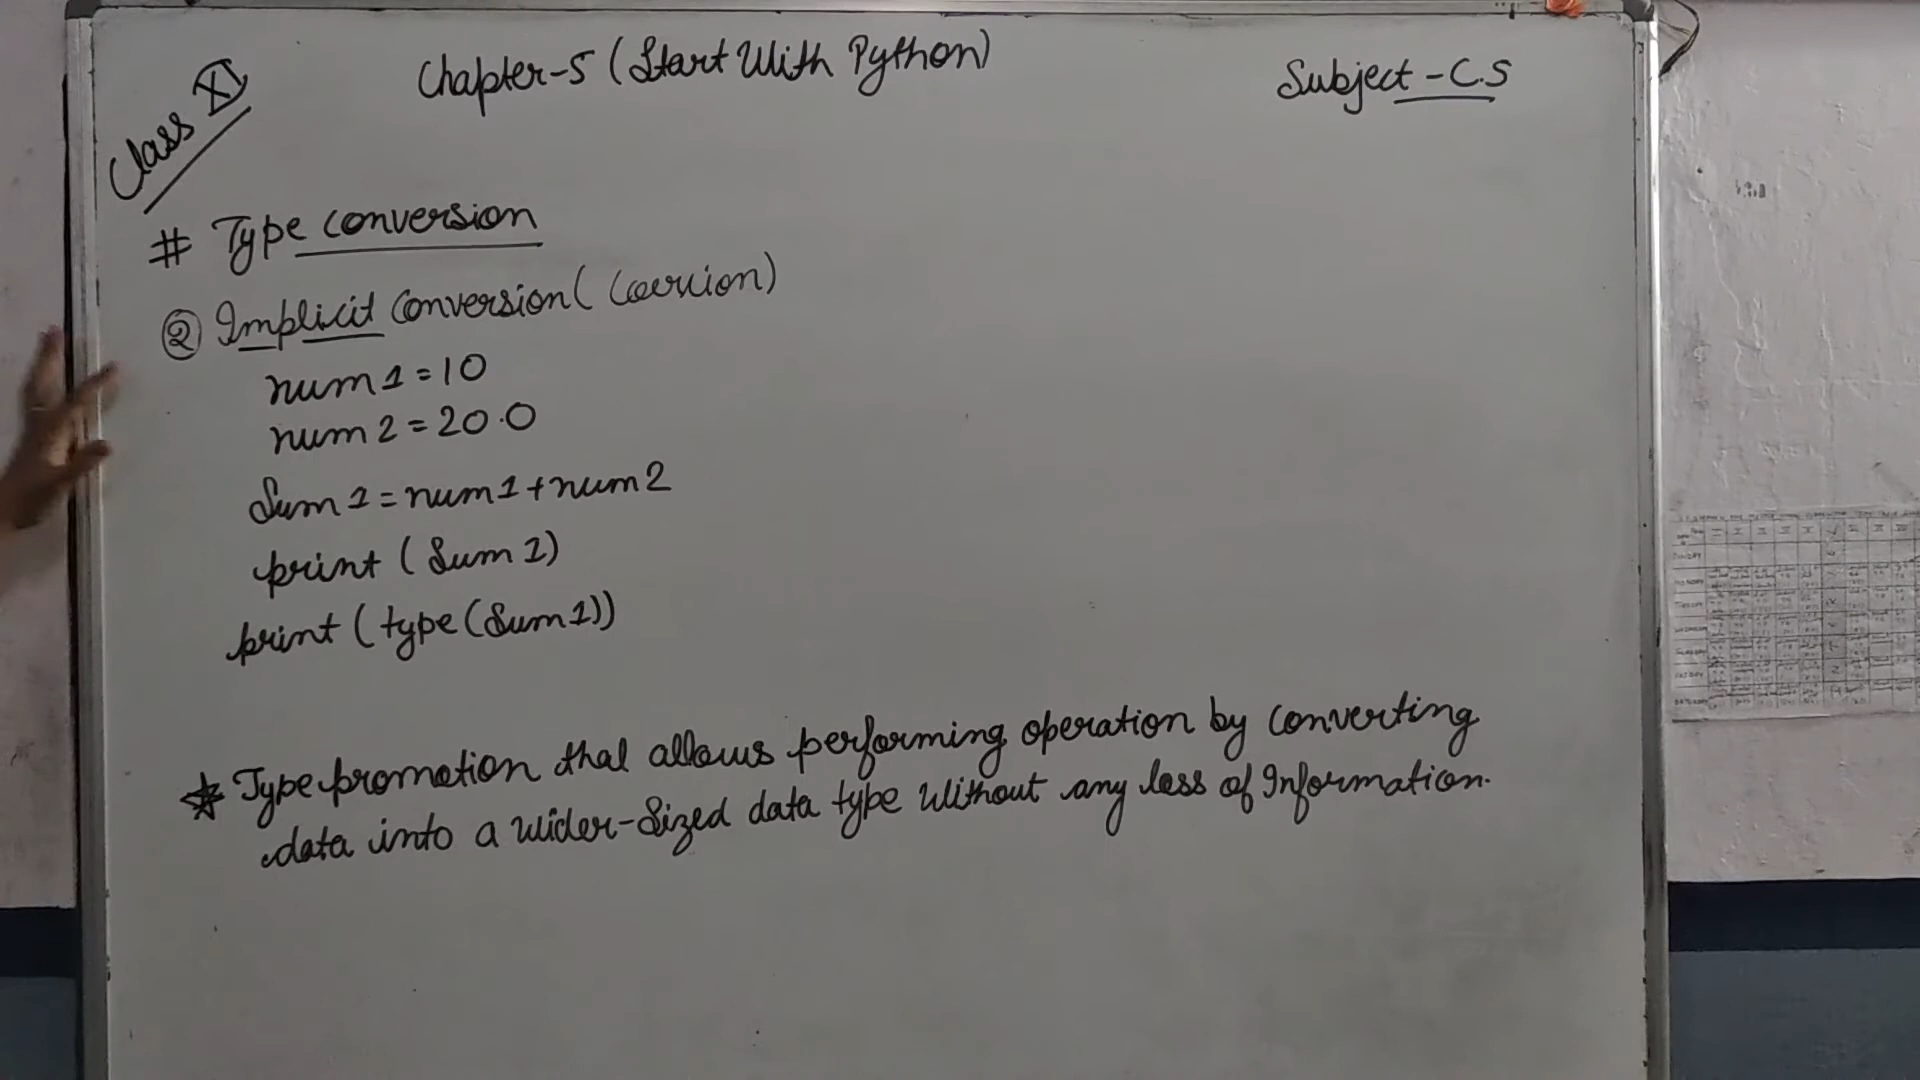 Class XI
Chapter-5 (Start With Python)
Subject - C.S
# Type conversion
② Implicit Conversion (Coercion)
num1 = 10
num2 = 20.0
Sum1 = num1 + num2
print (Sum1)
print (type (Sum1))
★ Type promotion that allows performing operation by converting
data into a wider-Sized data type Without any loss of Information.